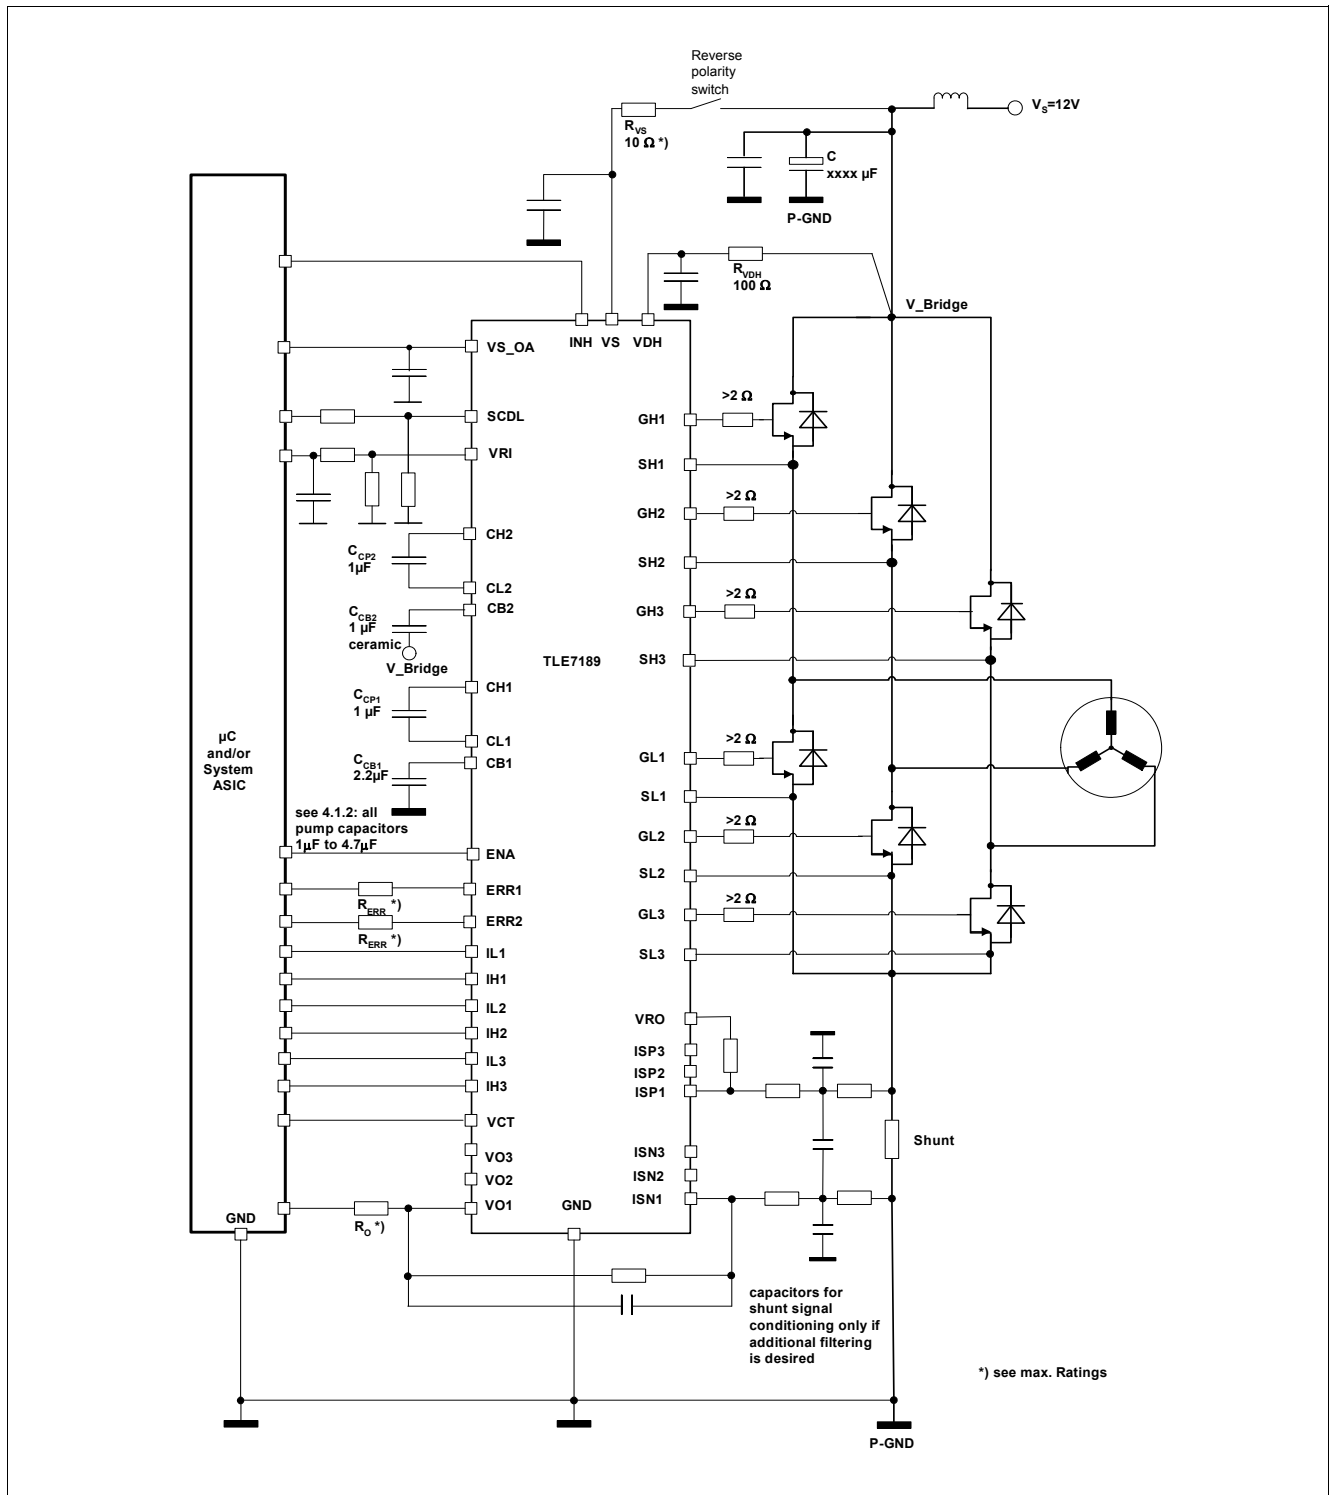 Reverse
polarity
switch
V_S=12V
R_VS
10 Ω *)
C
xxxx µF
P-GND
R_VDH
100 Ω
V_Bridge
INH VS VDH
VS_OA
SCDL
VRI
CH2
C_CP2
1µF
CL2
CB2
C_CB2
1 µF
ceramic
V_Bridge
CH1
C_CP1
1 µF
CL1
CB1
C_CB1
2.2µF
see 4.1.2: all
pump capacitors
1µF to 4.7µF
µC
and/or
System
ASIC
TLE7189
GH1
>2 Ω
SH1
GH2
>2 Ω
SH2
GH3
>2 Ω
SH3
GL1
>2 Ω
SL1
GL2
>2 Ω
SL2
GL3
>2 Ω
SL3
ENA
ERR1
R_ERR *)
ERR2
R_ERR *)
IL1
IH1
IL2
IH2
IL3
IH3
VCT
VO3
VO2
VO1
R_O *)
VRO
ISP3
ISP2
ISP1
Shunt
ISN3
ISN2
ISN1
GND
GND
capacitors for
shunt signal
conditioning only if
additional filtering
is desired
*) see max. Ratings
P-GND